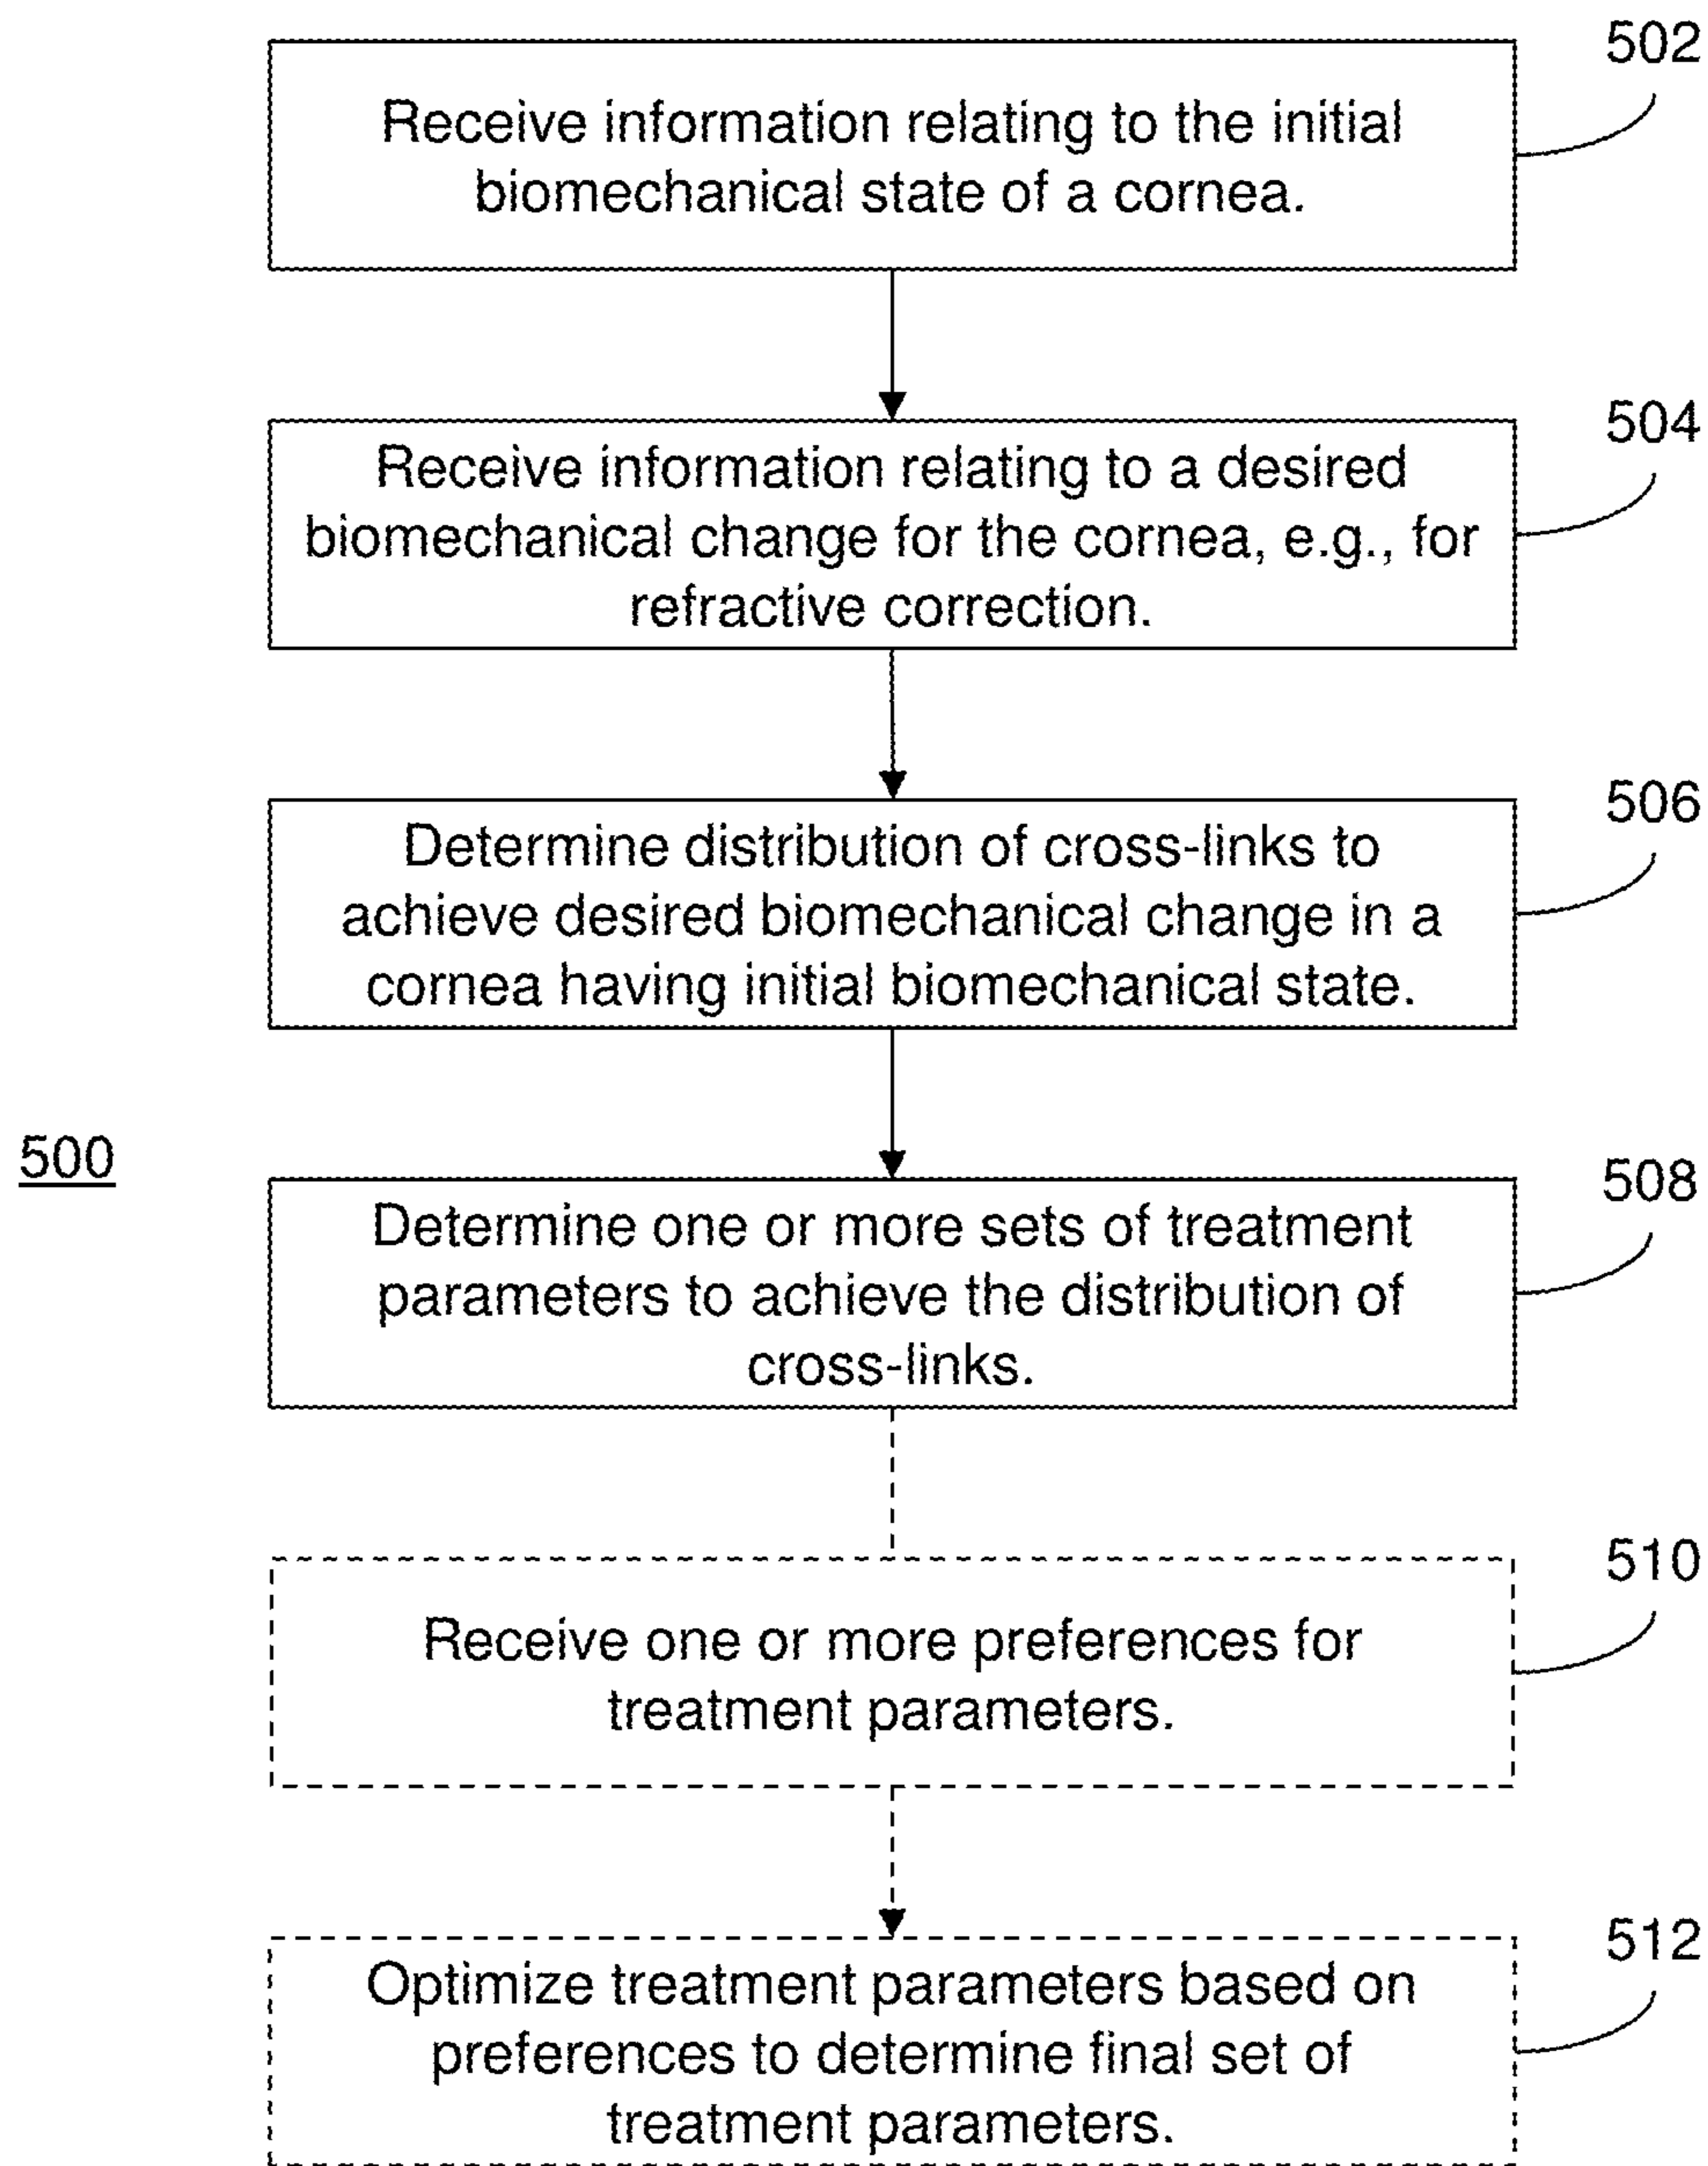 502
Receive information relating to the initial
biomechanical state of a cornea.
504
Receive information relating to a desired
biomechanical change for the cornea, e.g., for
refractive correction.
506
Determine distribution of cross-links to
achieve desired biomechanical change in a
cornea having initial biomechanical state.
500
508
Determine one or more sets of treatment
parameters to achieve the distribution of
cross-links.
510
Receive one or more preferences for
treatment parameters.
512
Optimize treatment parameters based on
preferences to determine final set of
treatment parameters.